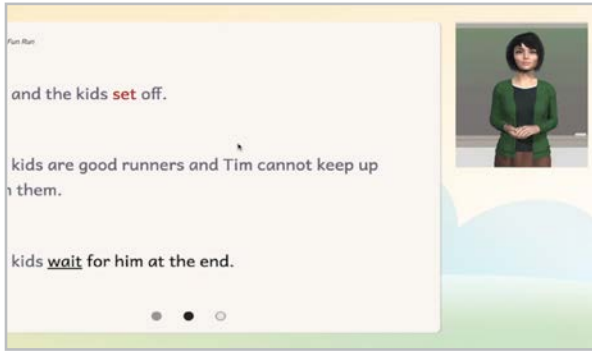 Fun Run
and the kids set off.
kids are good runners and Tim cannot keep up
them.
kids wait for him at the end.